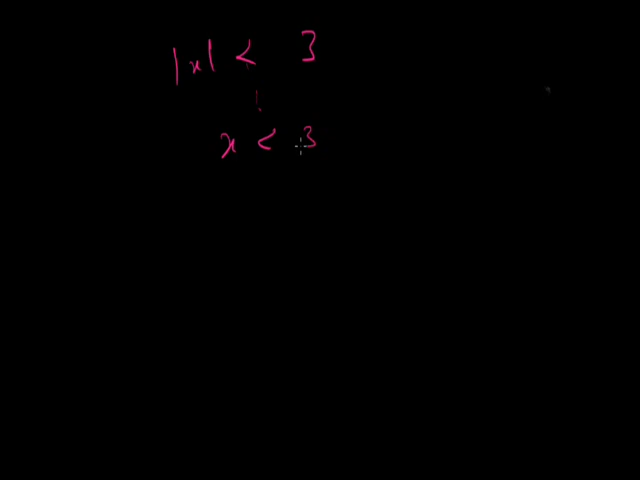 |x| < 3
x < 3